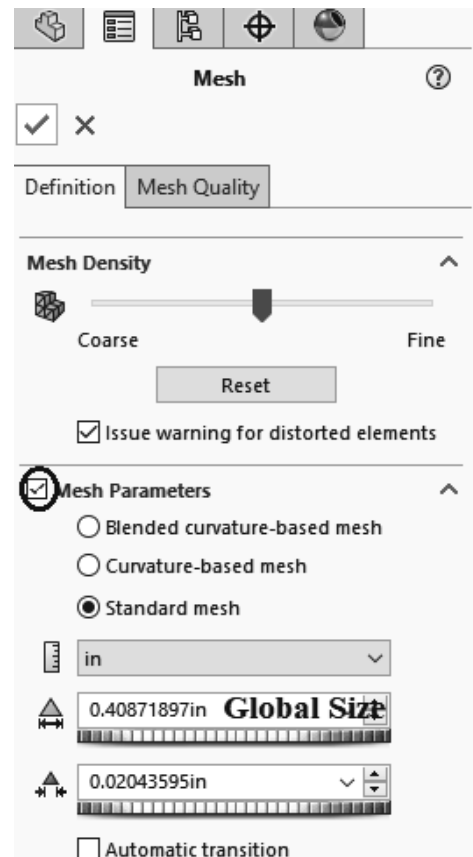 Mesh
Definition Mesh Quality
Mesh Density
Coarse Fine
Reset
Issue warning for distorted elements
Mesh Parameters
Blended curvature-based mesh
Curvature-based mesh
Standard mesh
in
0.40871897in Global Size
0.02043595in
Automatic transition